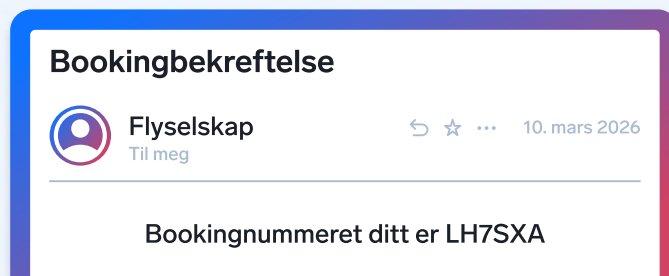 Bookingbekreftelse
Flyselskap
10. mars 2026
Til meg
Bookingnummeret ditt er LH7SXA